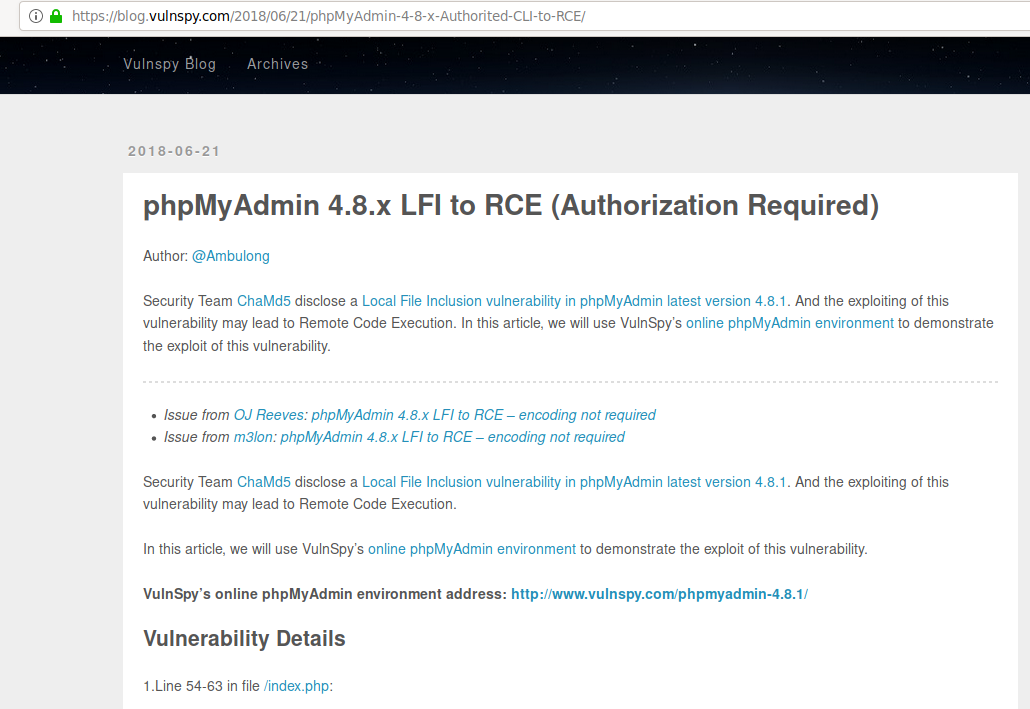 https://blog.vulnspy.com/2018/06/21/phpMyAdmin-4-8-x-Authorited-CLI-to-RCE/
Vulnspy Blog Archives
2018-06-21
phpMyAdmin 4.8.x LFI to RCE (Authorization Required)
Author: @Ambulong
Security Team ChaMd5 disclose a Local File Inclusion vulnerability in phpMyAdmin latest version 4.8.1. And the exploiting of this
vulnerability may lead to Remote Code Execution. In this article, we will use VulnSpy's online phpMyAdmin environment to demonstrate
the exploit of this vulnerability.
• Issue from OJ Reeves: phpMyAdmin 4.8.x LFI to RCE – encoding not required
• Issue from m3lon: phpMyAdmin 4.8.x LFI to RCE – encoding not required
Security Team ChaMd5 disclose a Local File Inclusion vulnerability in phpMyAdmin latest version 4.8.1. And the exploiting of this
vulnerability may lead to Remote Code Execution.
In this article, we will use VulnSpy's online phpMyAdmin environment to demonstrate the exploit of this vulnerability.
VulnSpy's online phpMyAdmin environment address: http://www.vulnspy.com/phpmyadmin-4.8.1/
Vulnerability Details
1.Line 54-63 in file /index.php: